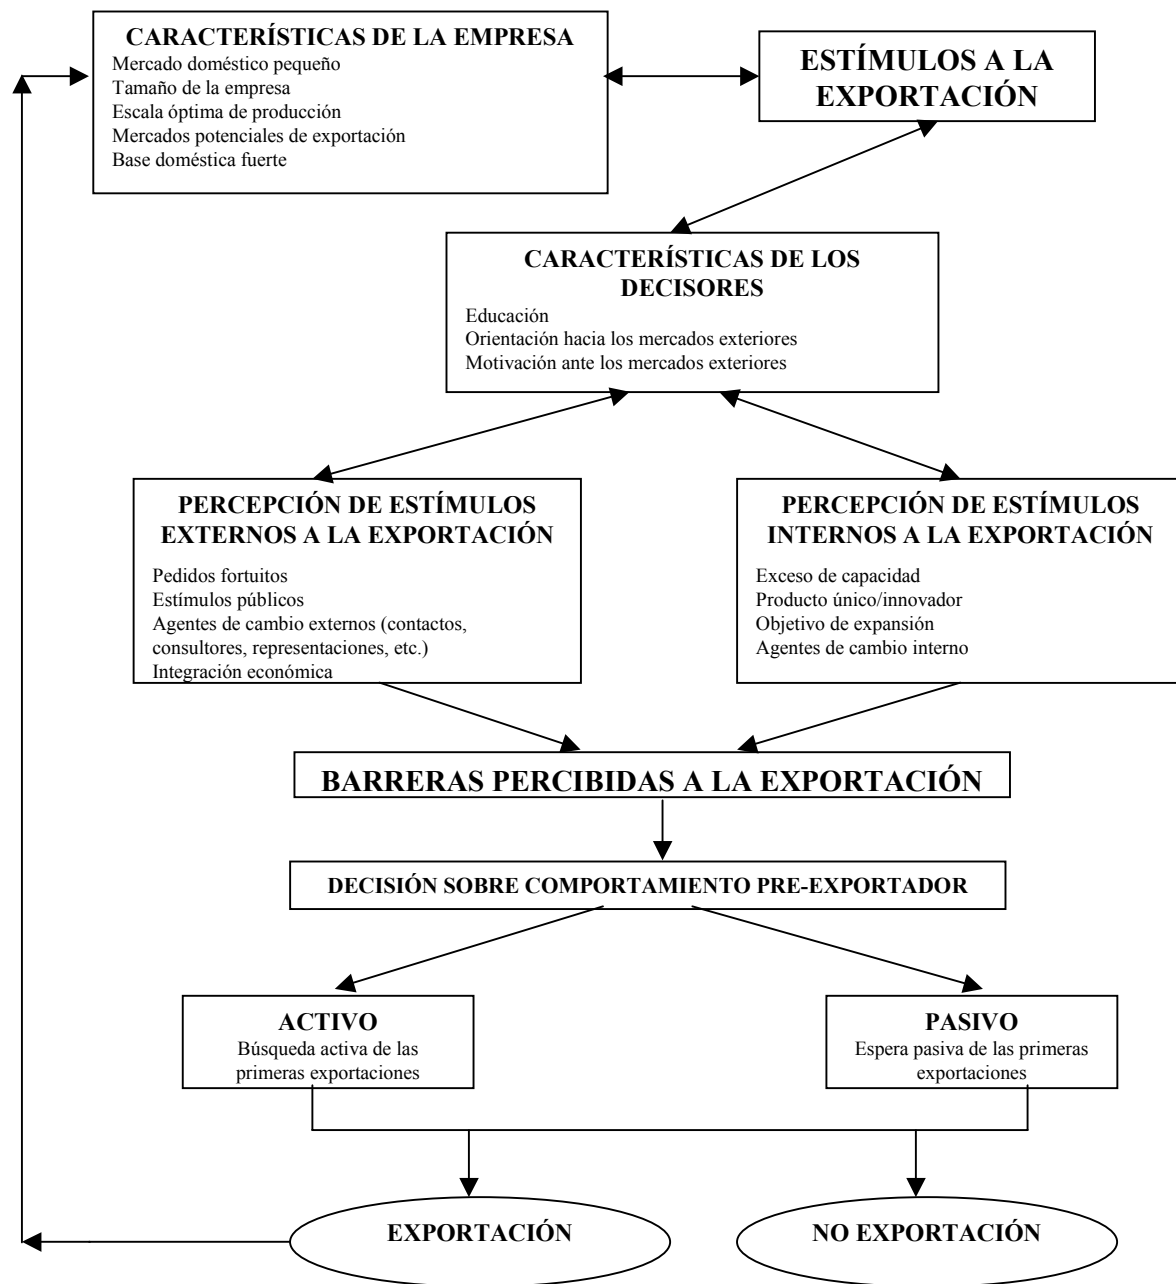 CARACTERÍSTICAS DE LA EMPRESA
Mercado doméstico pequeño
Tamaño de la empresa
Escala óptima de producción
Mercados potenciales de exportación
Base doméstica fuerte
ESTÍMULOS A LA
EXPORTACIÓN
CARACTERÍSTICAS DE LOS
DECISORES
Educación
Orientación hacia los mercados exteriores
Motivación ante los mercados exteriores
PERCEPCIÓN DE ESTÍMULOS
EXTERNOS A LA EXPORTACIÓN
Pedidos fortuitos
Estímulos públicos
Agentes de cambio externos (contactos,
consultores, representaciones, etc.)
Integración económica
PERCEPCIÓN DE ESTÍMULOS
INTERNOS A LA EXPORTACIÓN
Exceso de capacidad
Producto único/innovador
Objetivo de expansión
Agentes de cambio interno
BARRERAS PERCIBIDAS A LA EXPORTACIÓN
DECISIÓN SOBRE COMPORTAMIENTO PRE-EXPORTADOR
ACTIVO
Búsqueda activa de las
primeras exportaciones
PASIVO
Espera pasiva de las primeras
exportaciones
EXPORTACIÓN
NO EXPORTACIÓN